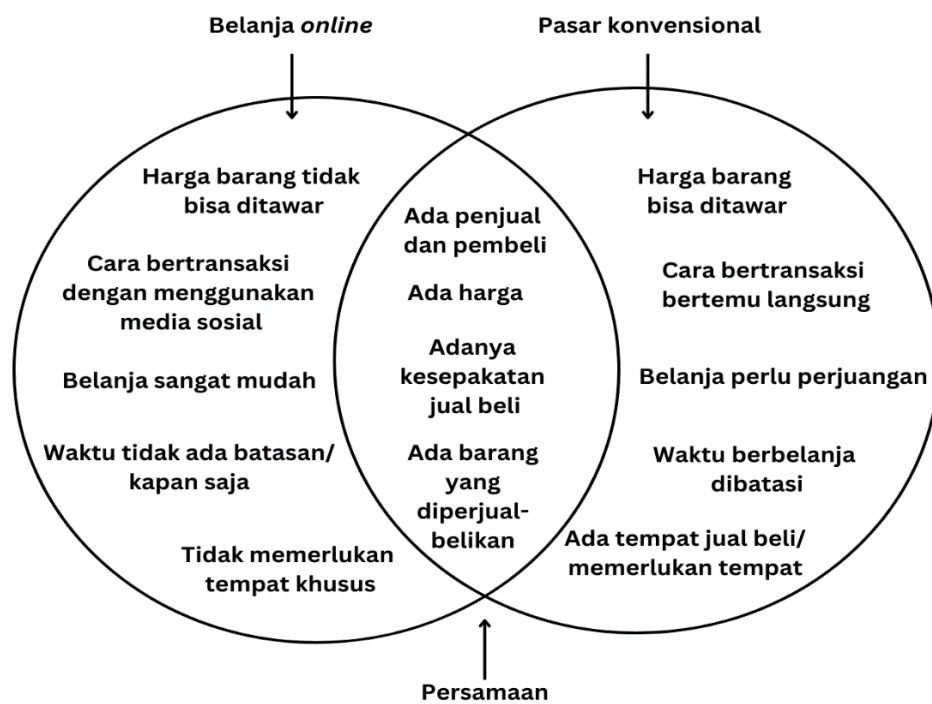 Belanja online
Pasar konvensional
Harga barang tidak
bisa ditawar
Cara bertransaksi
dengan menggunakan
media sosial
Belanja sangat mudah
Waktu tidak ada batasan/
kapan saja
Tidak memerlukan
tempat khusus
Ada penjual
dan pembeli
Ada harga
Adanya
kesepakatan
jual beli
Ada barang
yang
diperjual-
belikan
Harga barang
bisa ditawar
Cara bertransaksi
bertemu langsung
Belanja perlu perjuangan
Waktu berbelanja
dibatasi
Ada tempat jual beli/
memerlukan tempat
Persamaan